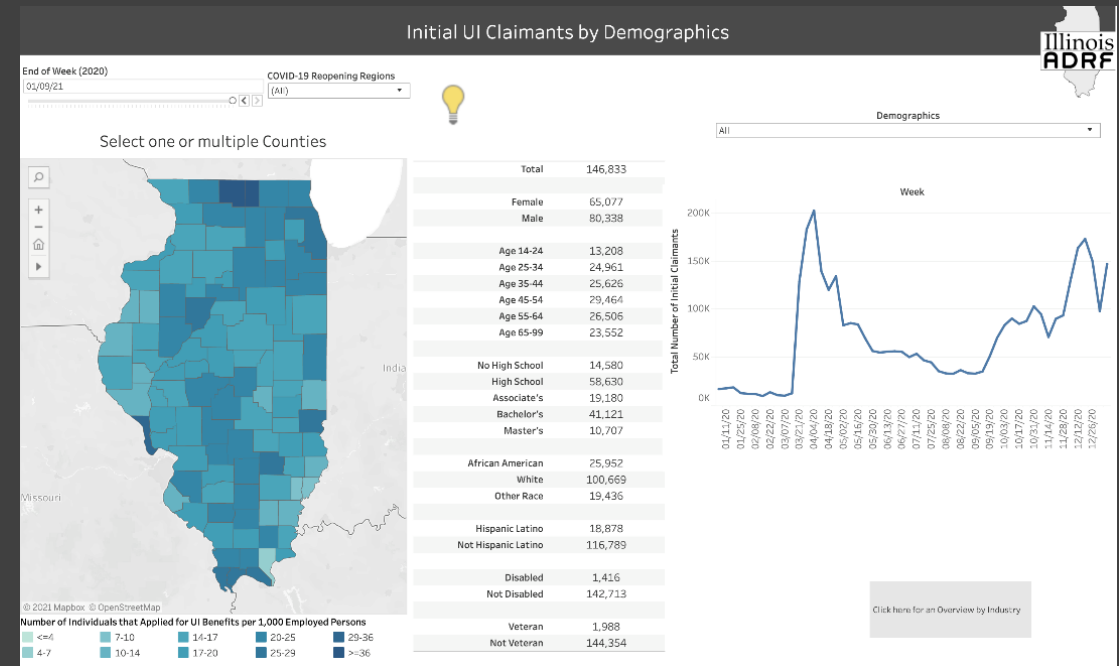 Initial UI Claimants by Demographics
Illinois
ADRF
End of Week (2020)
01/09/21
COVID-19 Reopening Regions
(All)
Demographics
All
Select one or multiple Counties
Indiana
Missouri
© 2021 Mapbox © OpenStreetMap
Number of Individuals that Applied for UI Benefits per 1,000 Employed Persons
<=4 7-10 14-17 20-25 29-36
4-7 10-14 17-20 25-29 >=36
Total 146,833
Female 65,077
Male 80,338
Age 14-24 13,208
Age 25-34 24,961
Age 35-44 25,626
Age 45-54 29,464
Age 55-64 26,506
Age 65-99 23,552
No High School 14,580
High School 58,630
Associate's 19,180
Bachelor's 41,121
Master's 10,707
African American 25,952
White 100,669
Other Race 19,436
Hispanic Latino 18,878
Not Hispanic Latino 116,789
Disabled 1,416
Not Disabled 142,713
Veteran 1,988
Not Veteran 144,354
Week
Total Number of Initial Claimants
200K
150K
100K
50K
0K
01/11/20
01/25/20
02/08/20
02/22/20
03/07/20
03/21/20
04/04/20
04/18/20
05/02/20
05/16/20
05/30/20
06/13/20
06/27/20
07/11/20
07/25/20
08/08/20
08/22/20
09/05/20
09/19/20
10/03/20
10/17/20
10/31/20
11/14/20
11/28/20
12/12/20
12/26/20
Click here for an Overview by Industry